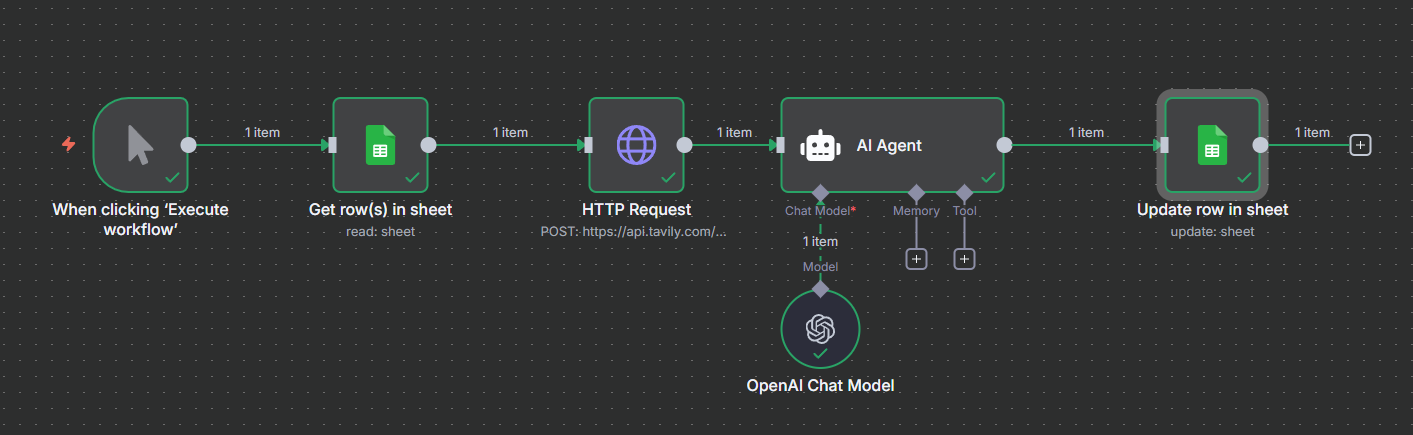 1 item
1 item
1 item
AI Agent
1 item
1 item
When clicking ‘Execute
workflow’
Get row(s) in sheet
read: sheet
HTTP Request
POST: https://api.tavily.com/...
Chat Model*
Memory
Tool
Update row in sheet
update: sheet
1 item
Model
OpenAI Chat Model